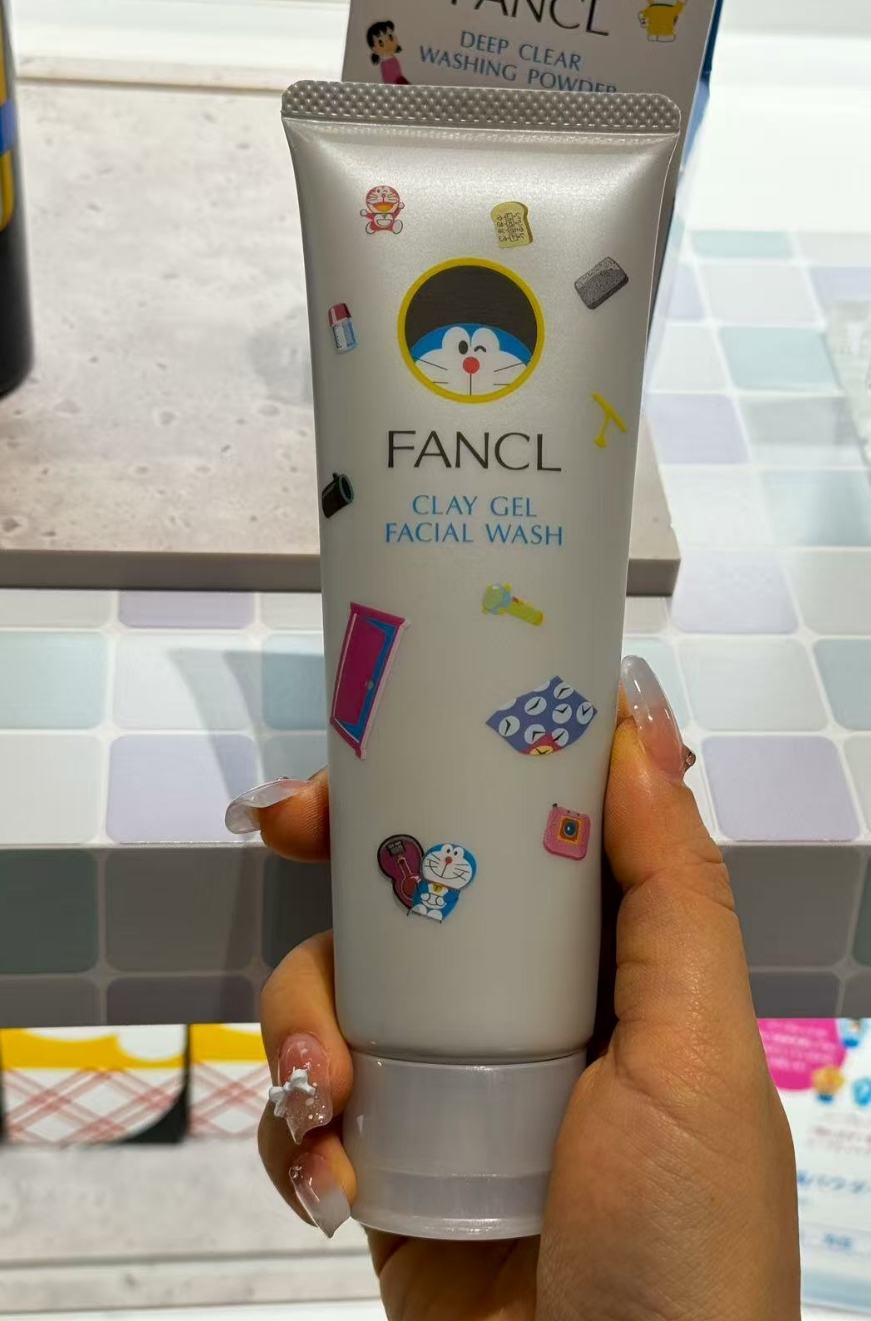 FANCL
DEEP CLEAR
WASHING POWDER
FANCL
CLAY GEL
FACIAL WASH